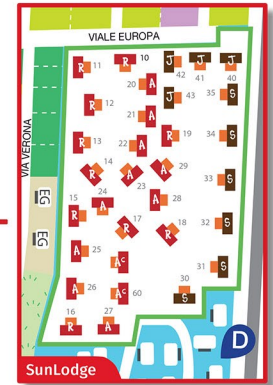 VIALE EUROPA
VIA VERONA
R 11
R 10
J 42
J 41
J 40
A 20
R 12
J 43
S 35
A 21
R 13
A 22
R 19
S 34
R 14
A 23
A 29
S 33
R 15
A 24
A 28
EG
R 17
R 18
S 32
EG
A 25
AC
S 31
A 26
AC 60
S 30
R 16
A 27
D
SunLodge